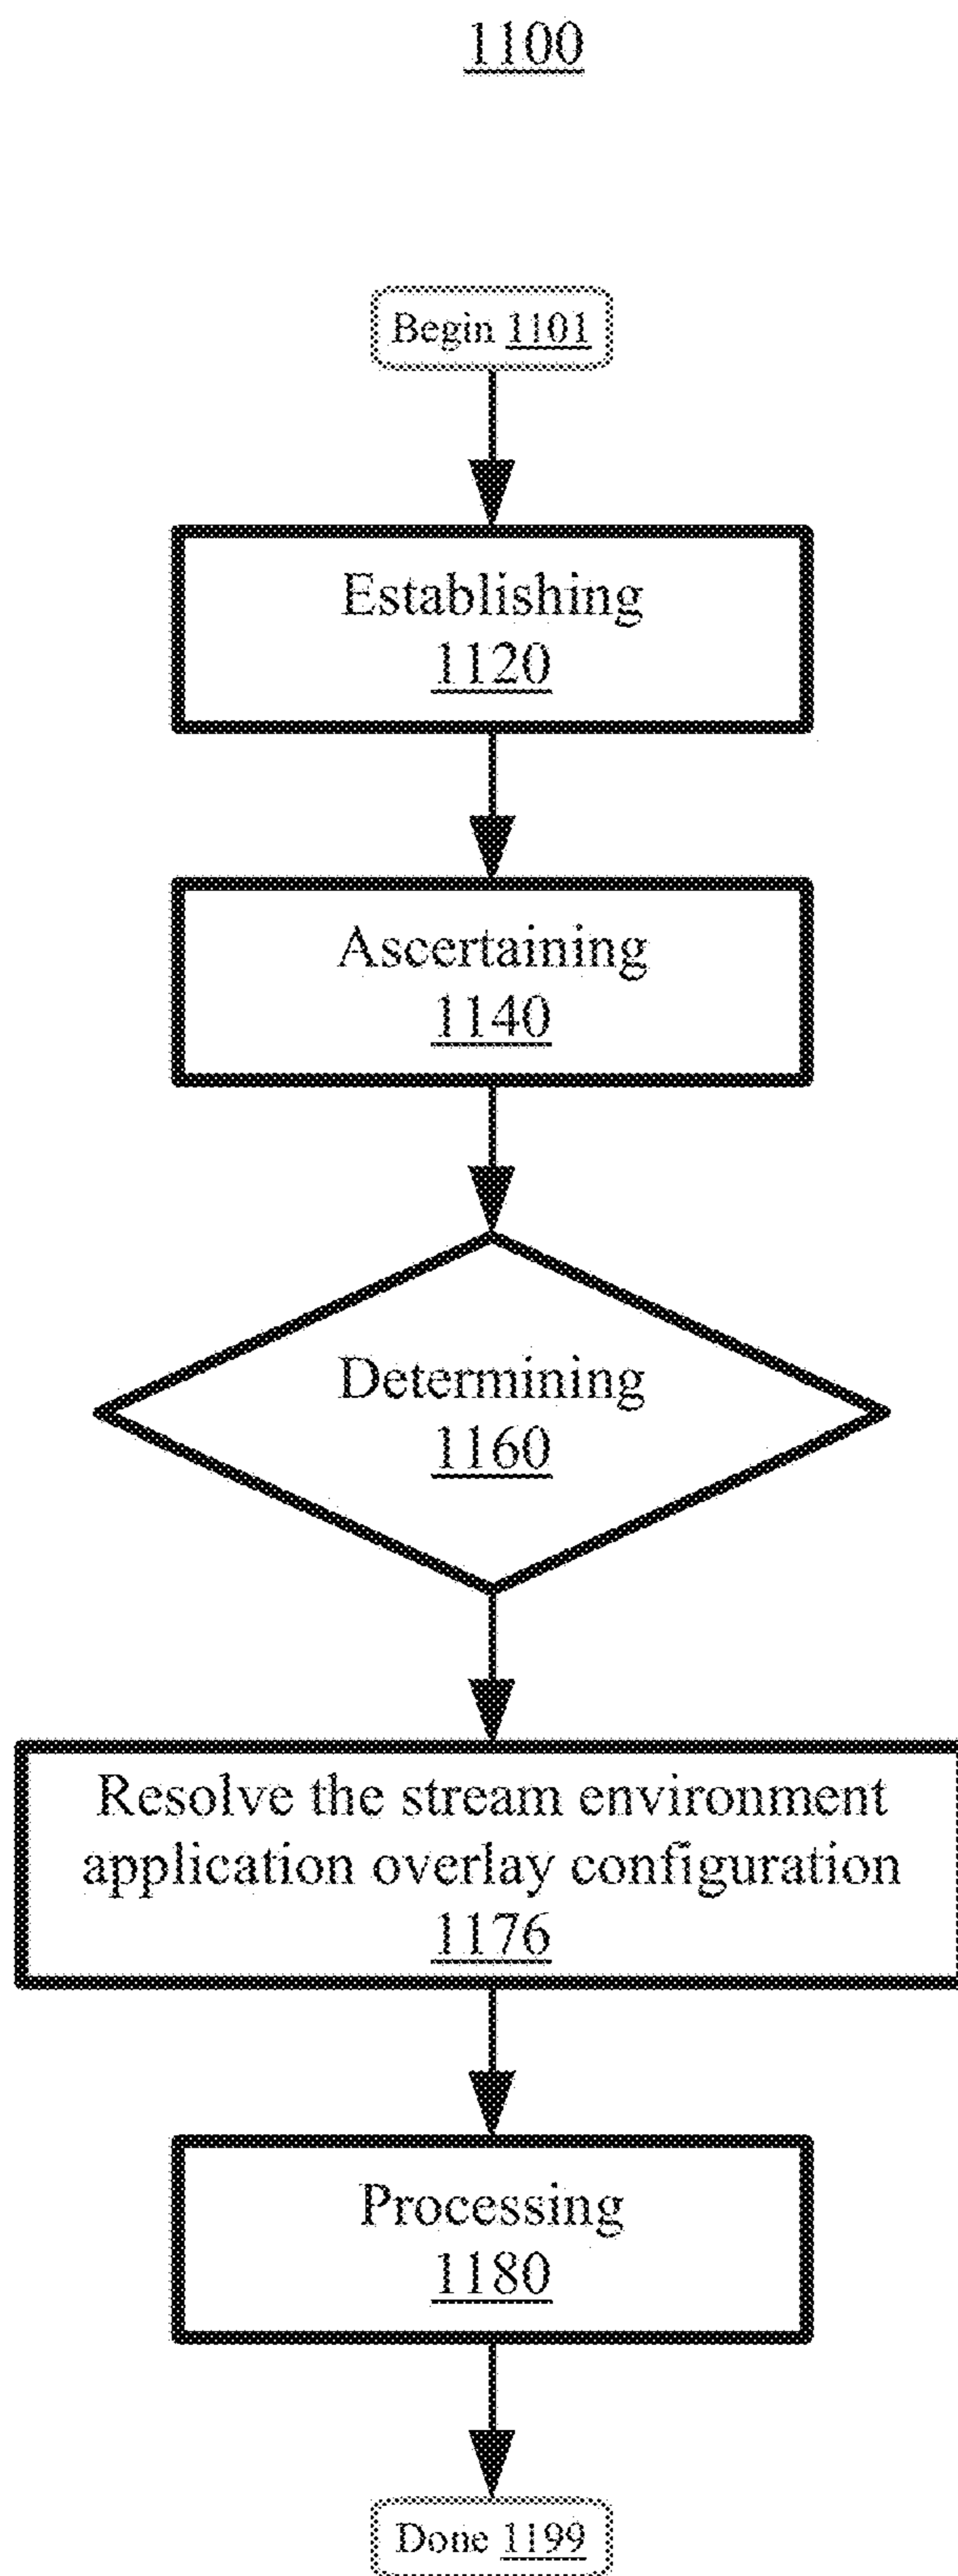 1100
Begin 1101
Establishing
1120
Ascertaining
1140
Determining
1160
Resolve the stream environment
application overlay configuration
1176
Processing
1180
Done 1199